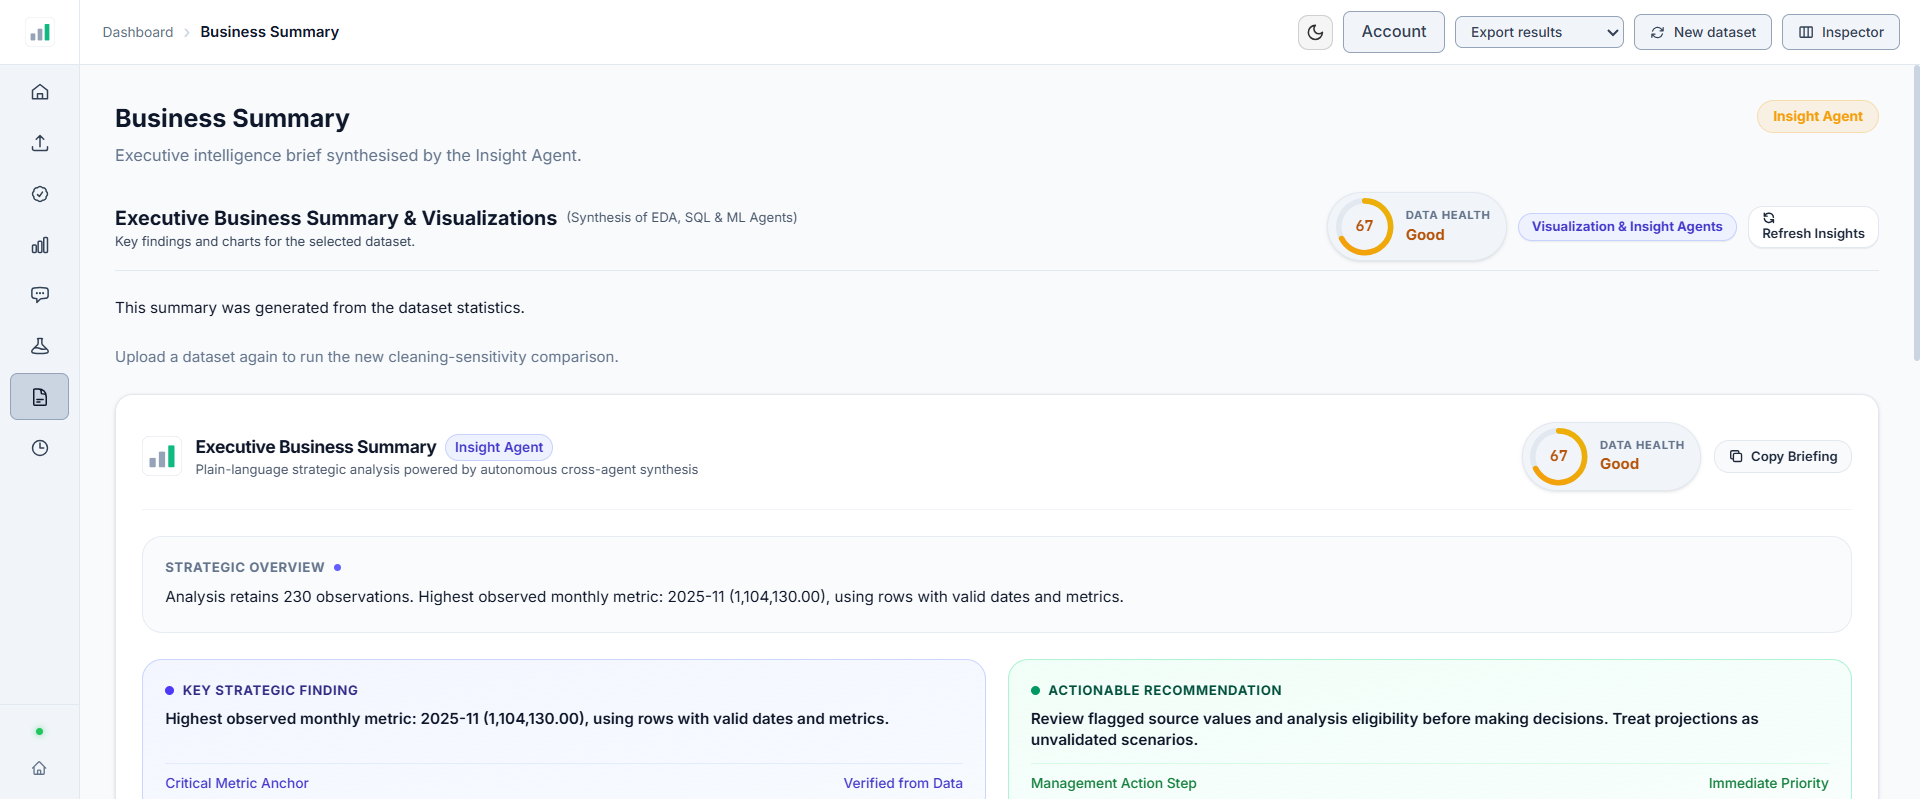 Dashboard > Business Summary
Account
Export results
New dataset
Inspector
Business Summary
Insight Agent
Executive intelligence brief synthesised by the Insight Agent.
Executive Business Summary & Visualizations (Synthesis of EDA, SQL & ML Agents)
Key findings and charts for the selected dataset.
67
DATA HEALTH
Good
Visualization & Insight Agents
Refresh Insights
This summary was generated from the dataset statistics.
Upload a dataset again to run the new cleaning-sensitivity comparison.
Executive Business Summary Insight Agent
Plain-language strategic analysis powered by autonomous cross-agent synthesis
67
DATA HEALTH
Good
Copy Briefing
STRATEGIC OVERVIEW
Analysis retains 230 observations. Highest observed monthly metric: 2025-11 (1,104,130.00), using rows with valid dates and metrics.
KEY STRATEGIC FINDING
Highest observed monthly metric: 2025-11 (1,104,130.00), using rows with valid dates and metrics.
Critical Metric Anchor
Verified from Data
ACTIONABLE RECOMMENDATION
Review flagged source values and analysis eligibility before making decisions. Treat projections as
unvalidated scenarios.
Management Action Step
Immediate Priority